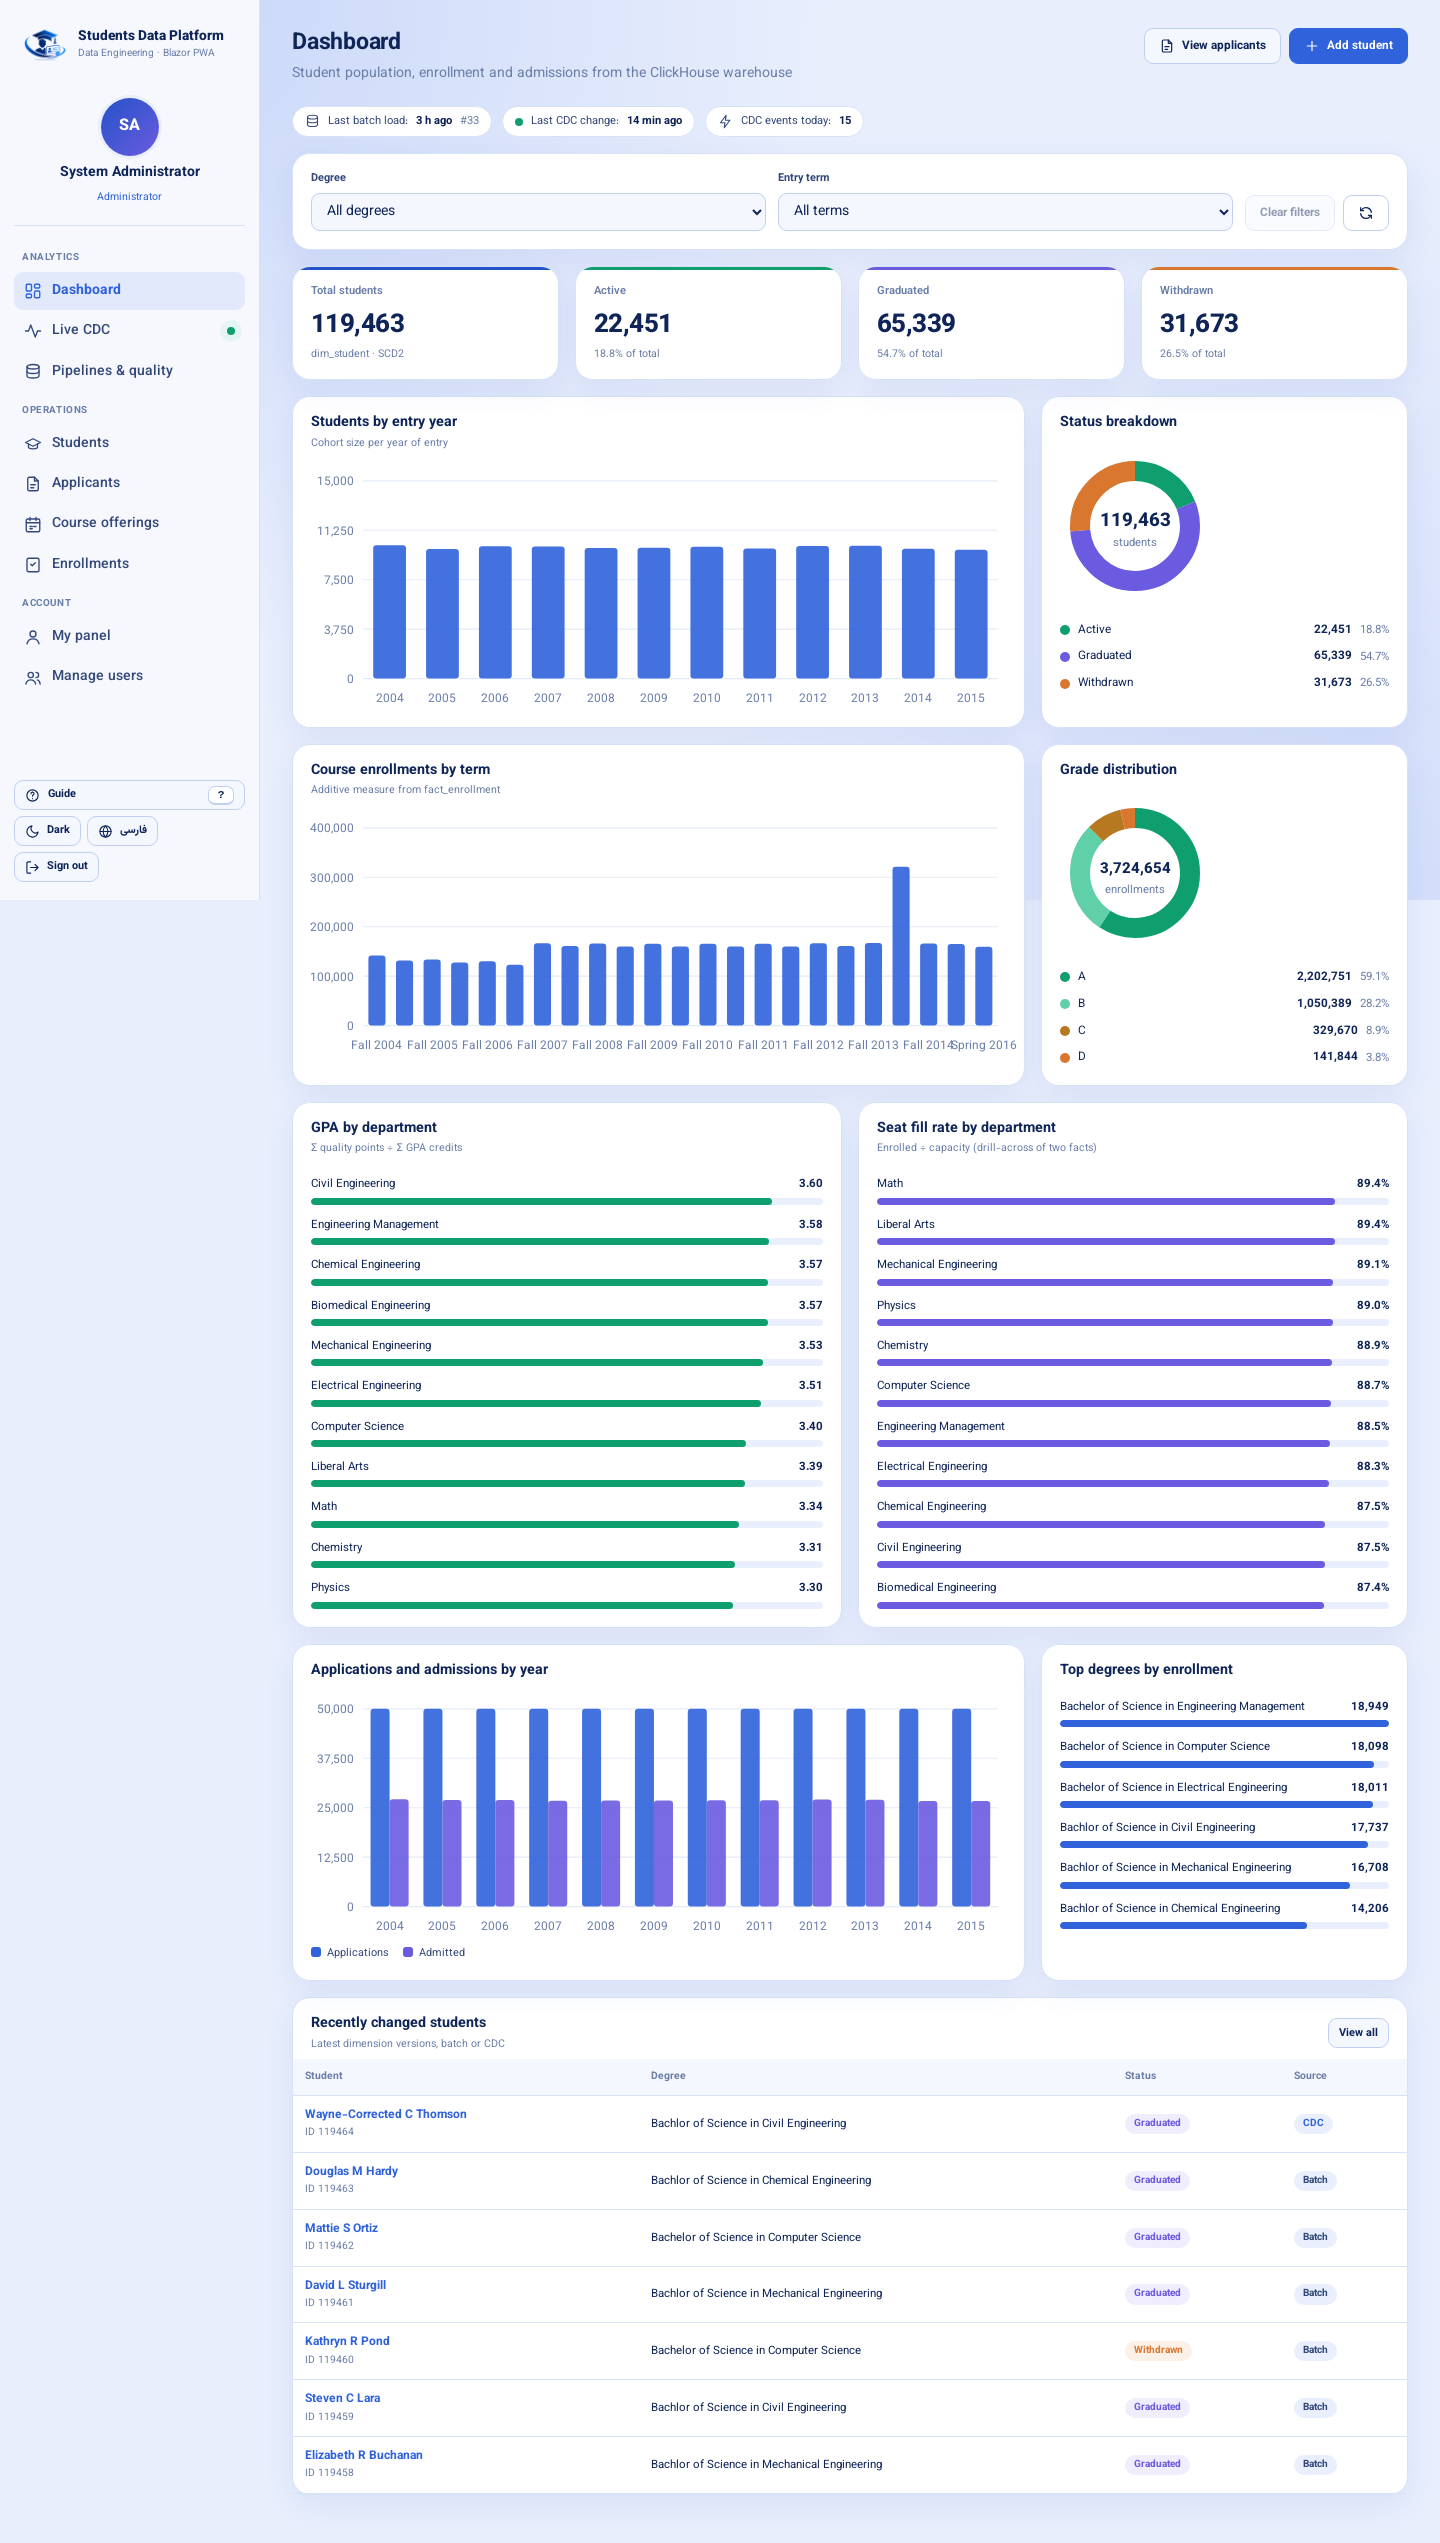 Students Data Platform
Data Engineering · Blazor PWA
SA
System Administrator
Administrator
ANALYTICS
Dashboard
Live CDC
Pipelines & quality
OPERATIONS
Students
Applicants
Course offerings
Enrollments
ACCOUNT
My panel
Manage users
Guide ?
Dark فارسی
Sign out
Dashboard
Student population, enrollment and admissions from the ClickHouse warehouse
View applicants
Add student
Last batch load: 3 h ago #33
Last CDC change: 14 min ago
CDC events today: 15
Degree
All degrees
Entry term
All terms
Clear filters
Total students
119,463
dim_student · SCD2
Active
22,451
18.8% of total
Graduated
65,339
54.7% of total
Withdrawn
31,673
26.5% of total
Students by entry year
Cohort size per year of entry
15,000
11,250
7,500
3,750
0
2004 2005 2006 2007 2008 2009 2010 2011 2012 2013 2014 2015
Status breakdown
119,463
students
Active 22,451 18.8%
Graduated 65,339 54.7%
Withdrawn 31,673 26.5%
Course enrollments by term
Additive measure from fact_enrollment
400,000
300,000
200,000
100,000
0
Fall 2004 Fall 2005 Fall 2006 Fall 2007 Fall 2008 Fall 2009 Fall 2010 Fall 2011 Fall 2012 Fall 2013 Fall 2014 Spring 2016
Grade distribution
3,724,654
enrollments
A 2,202,751 59.1%
B 1,050,389 28.2%
C 329,670 8.9%
D 141,844 3.8%
GPA by department
Σ quality points ÷ Σ GPA credits
Civil Engineering 3.60
Engineering Management 3.58
Chemical Engineering 3.57
Biomedical Engineering 3.57
Mechanical Engineering 3.53
Electrical Engineering 3.51
Computer Science 3.40
Liberal Arts 3.39
Math 3.34
Chemistry 3.31
Physics 3.30
Seat fill rate by department
Enrolled ÷ capacity (drill-across of two facts)
Math 89.4%
Liberal Arts 89.4%
Mechanical Engineering 89.1%
Physics 89.0%
Chemistry 88.9%
Computer Science 88.7%
Engineering Management 88.5%
Electrical Engineering 88.3%
Chemical Engineering 87.5%
Civil Engineering 87.5%
Biomedical Engineering 87.4%
Applications and admissions by year
50,000
37,500
25,000
12,500
0
2004 2005 2006 2007 2008 2009 2010 2011 2012 2013 2014 2015
Applications Admitted
Top degrees by enrollment
Bachelor of Science in Engineering Management 18,949
Bachelor of Science in Computer Science 18,098
Bachlor of Science in Electrical Engineering 18,011
Bachlor of Science in Civil Engineering 17,737
Bachlor of Science in Mechanical Engineering 16,708
Bachlor of Science in Chemical Engineering 14,206
Recently changed students
Latest dimension versions, batch or CDC
View all
Student Degree Status Source
Wayne-Corrected C Thomson
ID 119464
Bachlor of Science in Civil Engineering Graduated CDC
Douglas M Hardy
ID 119463
Bachlor of Science in Chemical Engineering Graduated Batch
Mattie S Ortiz
ID 119462
Bachelor of Science in Computer Science Graduated Batch
David L Sturgill
ID 119461
Bachlor of Science in Mechanical Engineering Graduated Batch
Kathryn R Pond
ID 119460
Bachelor of Science in Computer Science Withdrawn Batch
Steven C Lara
ID 119459
Bachlor of Science in Civil Engineering Graduated Batch
Elizabeth R Buchanan
ID 119458
Bachlor of Science in Mechanical Engineering Graduated Batch